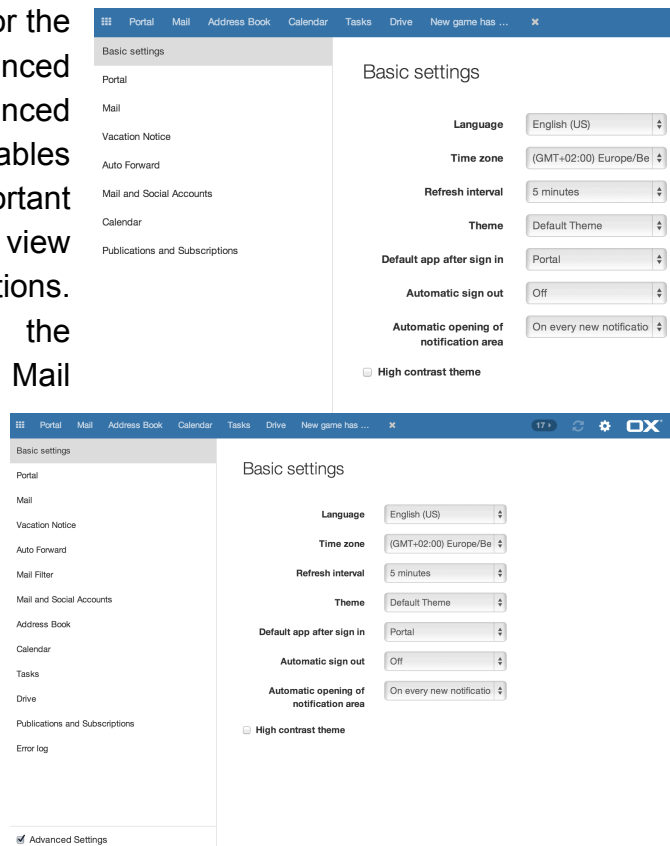 or the
nced
nced
ables
ortant
view
tions.
the
Mail
Portal Mail Address Book Calendar Tasks Drive New game has … ✖
Basic settings
Portal
Mail
Vacation Notice
Auto Forward
Mail and Social Accounts
Calendar
Publications and Subscriptions
Basic settings
Language English (US)
Time zone (GMT+02:00) Europe/Be
Refresh interval 5 minutes
Theme Default Theme
Default app after sign in Portal
Automatic sign out Off
Automatic opening of
notification area On every new notificatio
High contrast theme
Portal Mail Address Book Calendar Tasks Drive New game has … ✖ 17 OX
Basic settings
Portal
Mail
Vacation Notice
Auto Forward
Mail Filter
Mail and Social Accounts
Address Book
Calendar
Tasks
Drive
Publications and Subscriptions
Error log
Advanced Settings
Basic settings
Language English (US)
Time zone (GMT+02:00) Europe/Be
Refresh interval 5 minutes
Theme Default Theme
Default app after sign in Portal
Automatic sign out Off
Automatic opening of
notification area On every new notificatio
High contrast theme